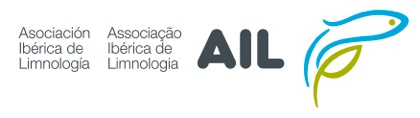 Asociación
Ibérica de
Limnología
Associação
Ibérica de
Limnologia
AIL